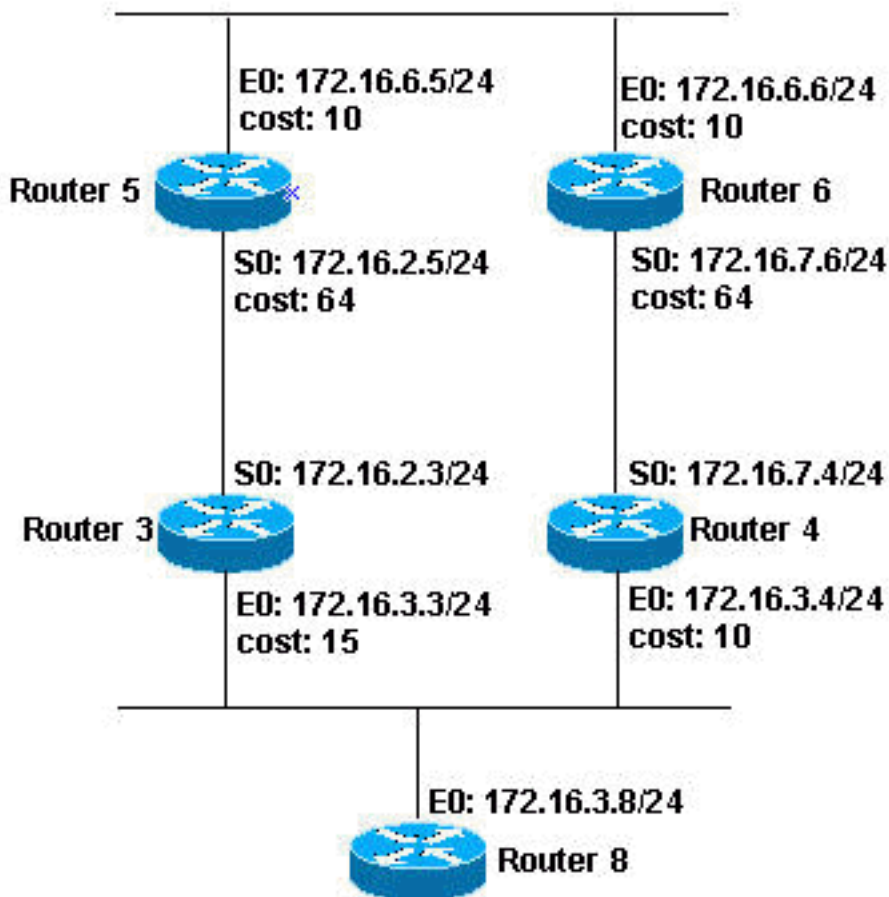 E0: 172.16.6.5/24
cost: 10
E0: 172.16.6.6/24
cost: 10
Router 5
Router 6
S0: 172.16.2.5/24
cost: 64
S0: 172.16.7.6/24
cost: 64
S0: 172.16.2.3/24
S0: 172.16.7.4/24
Router 3
Router 4
E0: 172.16.3.3/24
cost: 15
E0: 172.16.3.4/24
cost: 10
E0: 172.16.3.8/24
Router 8